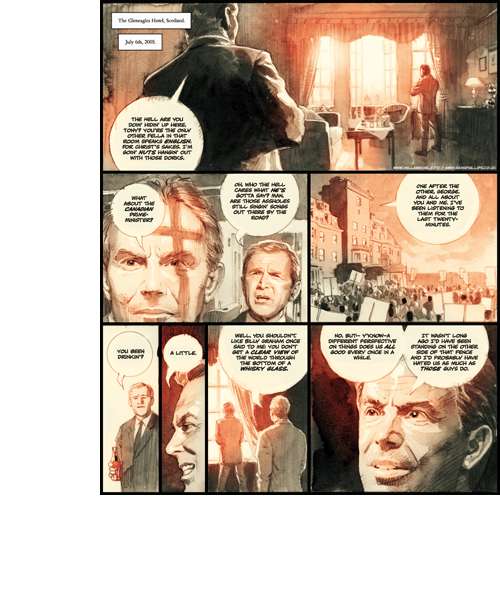 The Gleneagles Hotel, Scotland.
July 6th, 2005.
THE HELL ARE YOU
DOIN' HIDIN' UP HERE,
TONY? YOU'RE THE ONLY
OTHER FELLA IN THAT
ROOM SPEAKS ENGLISH,
FOR CHRIST'S SAKES. I'M
GOIN' NUTS HANGIN' OUT
WITH THOSE DORKS.
WHAT
ABOUT THE
CANADIAN
PRIME-
MINISTER?
OH, WHO THE HELL
CARES WHAT HE'S
GOTTA SAY? MAN,
ARE THOSE ASSHOLES
STILL SINGIN' SONGS
OUT THERE BY THE
ROAD?
ONE AFTER THE
OTHER, GEORGE,
AND ALL ABOUT
YOU AND ME. I'VE
BEEN LISTENING TO
THEM FOR THE
LAST TWENTY-
MINUTES.
YOU BEEN
DRINKIN'?
A LITTLE.
WELL, YOU SHOULDN'T.
LIKE BILLY GRAHAM ONCE
SAID TO ME: YOU DON'T
GET A CLEAR VIEW OF
THE WORLD THROUGH
THE BOTTOM OF A
WHISKY GLASS.
NO, BUT-- Y'KNOW--A
DIFFERENT PERSPECTIVE
ON THINGS DOES US ALL
GOOD EVERY ONCE IN A
WHILE.
IT WASN'T LONG
AGO I'D HAVE BEEN
STANDING ON THE OTHER
SIDE OF THAT FENCE
AND I'D PROBABLY HAVE
HATED US AS MUCH AS
THOSE GUYS DO.